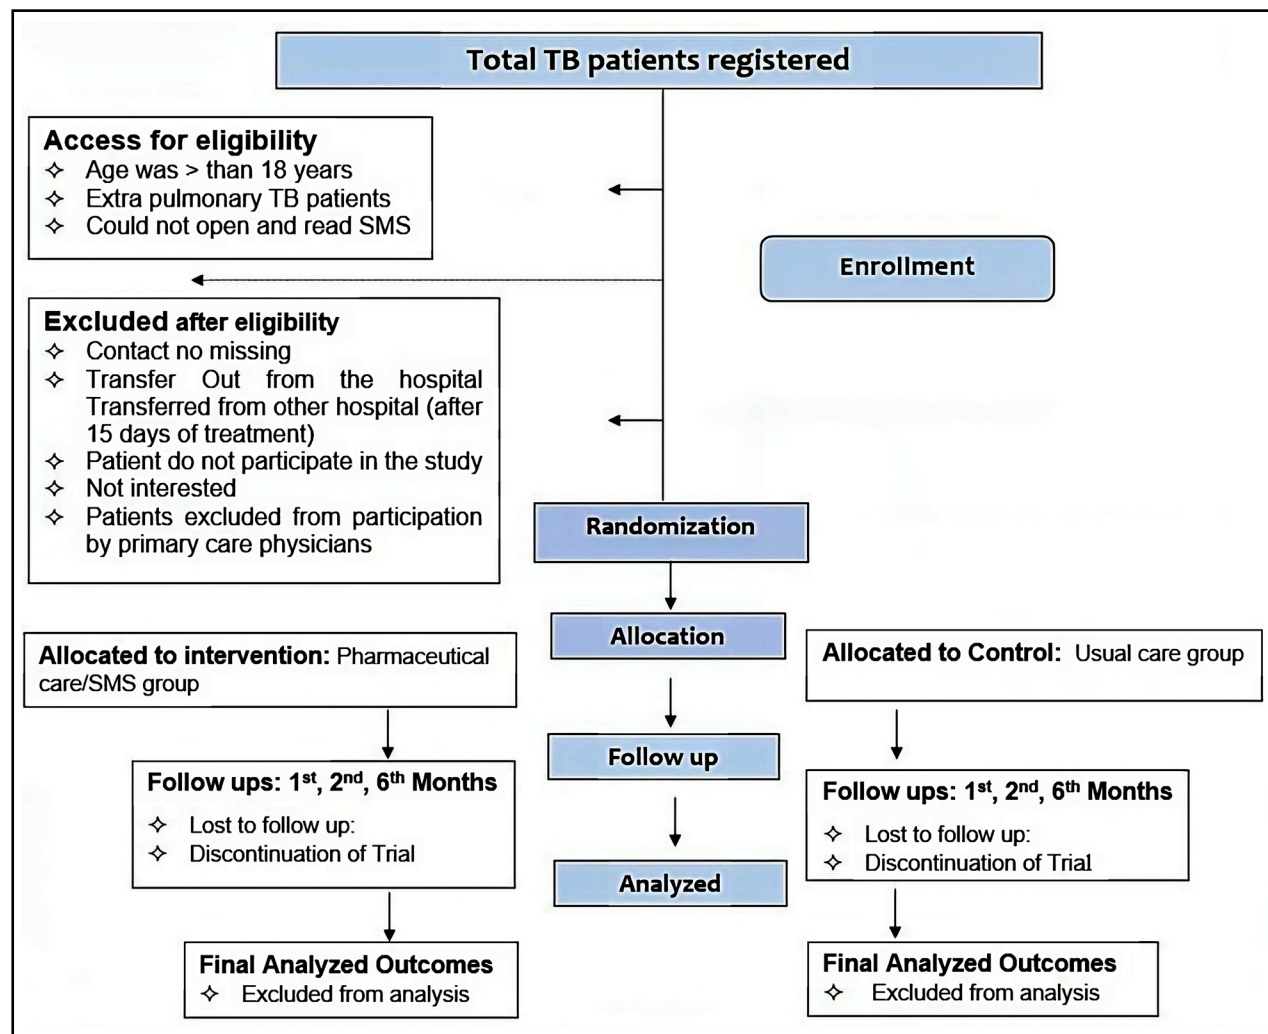 Total TB patients registered
Access for eligibility
✧ Age was > than 18 years
✧ Extra pulmonary TB patients
✧ Could not open and read SMS
Enrollment
Excluded after eligibility
✧ Contact no missing
✧ Transfer Out from the hospital
Transferred from other hospital (after
15 days of treatment)
✧ Patient do not participate in the study
✧ Not interested
✧ Patients excluded from participation
by primary care physicians
Randomization
Allocation
Allocated to intervention: Pharmaceutical
care/SMS group
Allocated to Control: Usual care group
Follow up
Follow ups: 1st, 2nd, 6th Months
✧ Lost to follow up:
✧ Discontinuation of Trial
Follow ups: 1st, 2nd, 6th Months
✧ Lost to follow up:
✧ Discontinuation of Trial
Analyzed
Final Analyzed Outcomes
✧ Excluded from analysis
Final Analyzed Outcomes
✧ Excluded from analysis